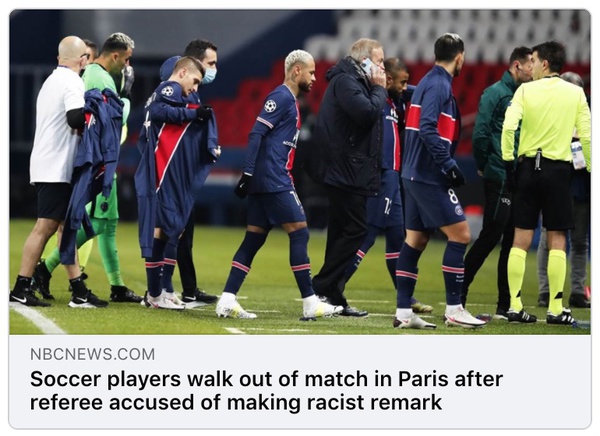 NBCNEWS.COM
Soccer players walk out of match in Paris after
referee accused of making racist remark